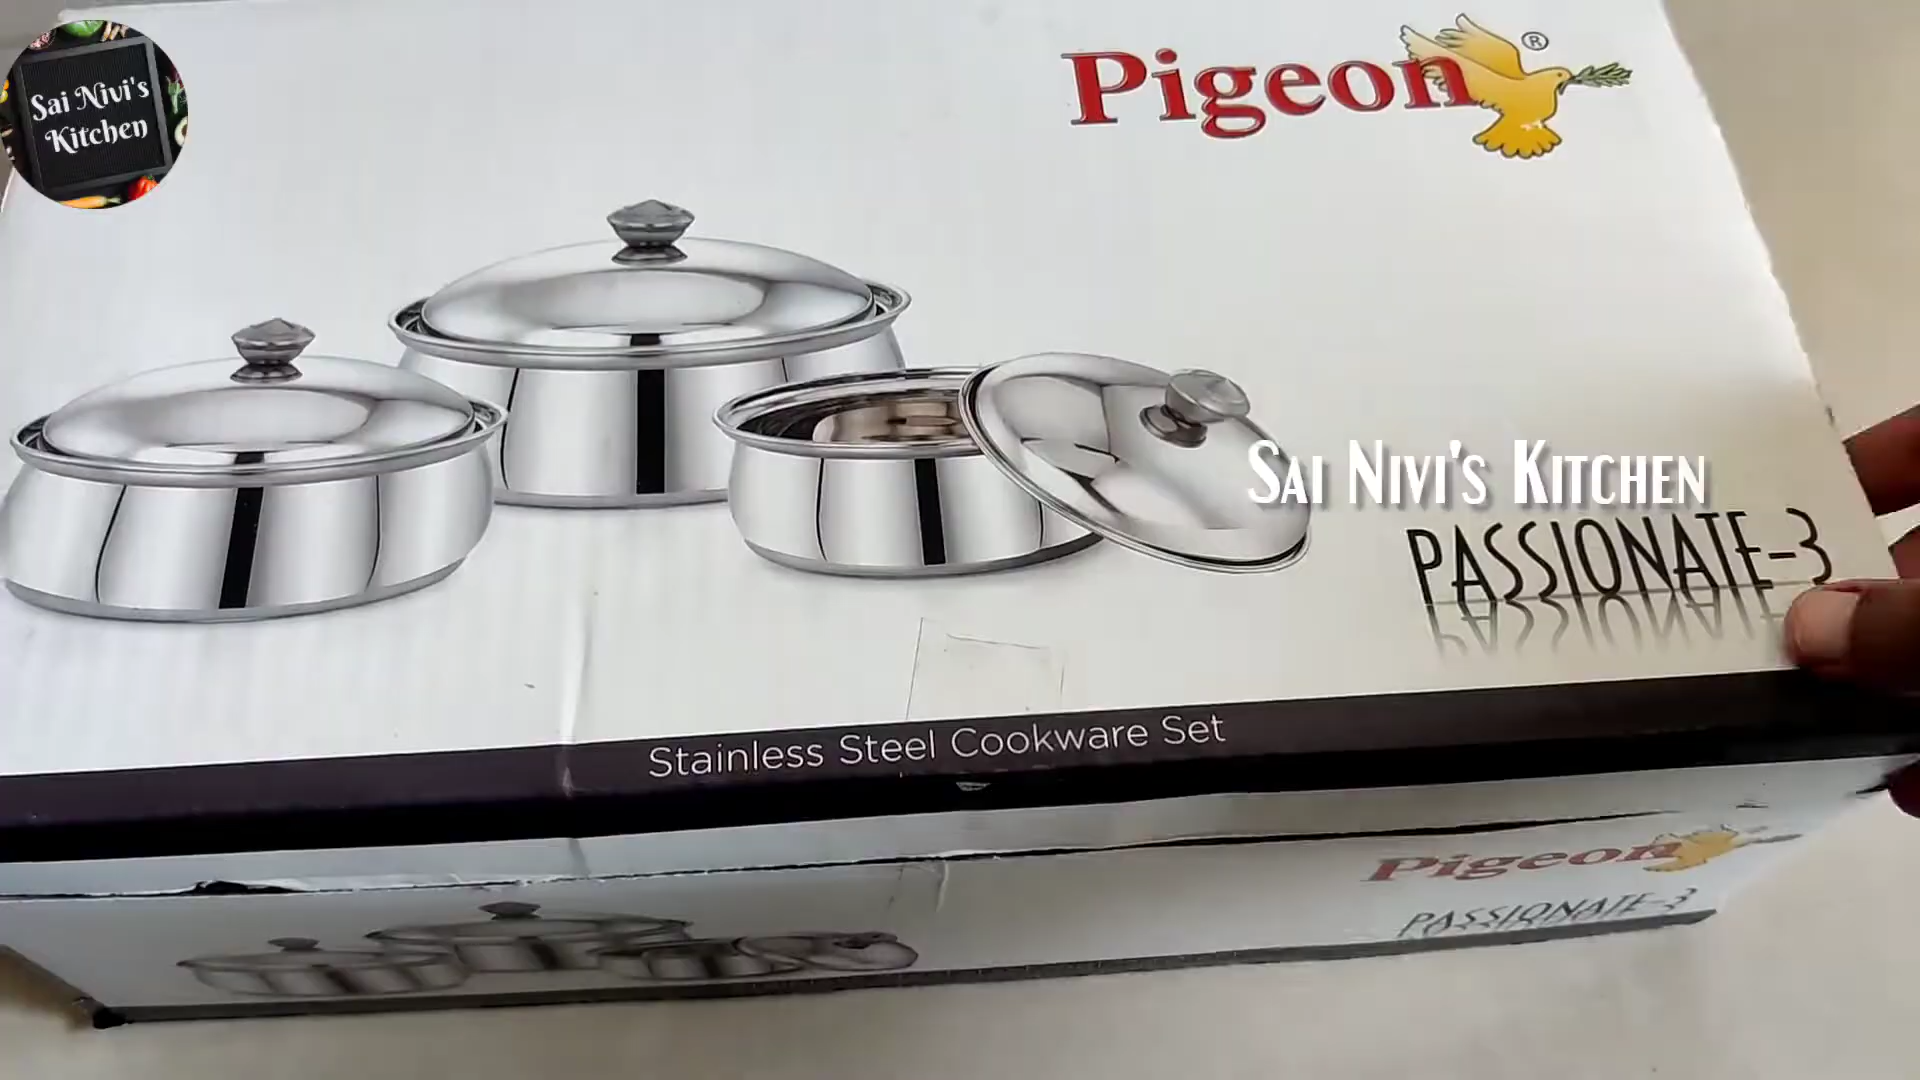 Sai Nivi's
Kitchen
Pigeon®
SAI NIVI'S KITCHEN
PASSIONATE-3
Stainless Steel Cookware Set
Pigeon
PASSIONATE-3